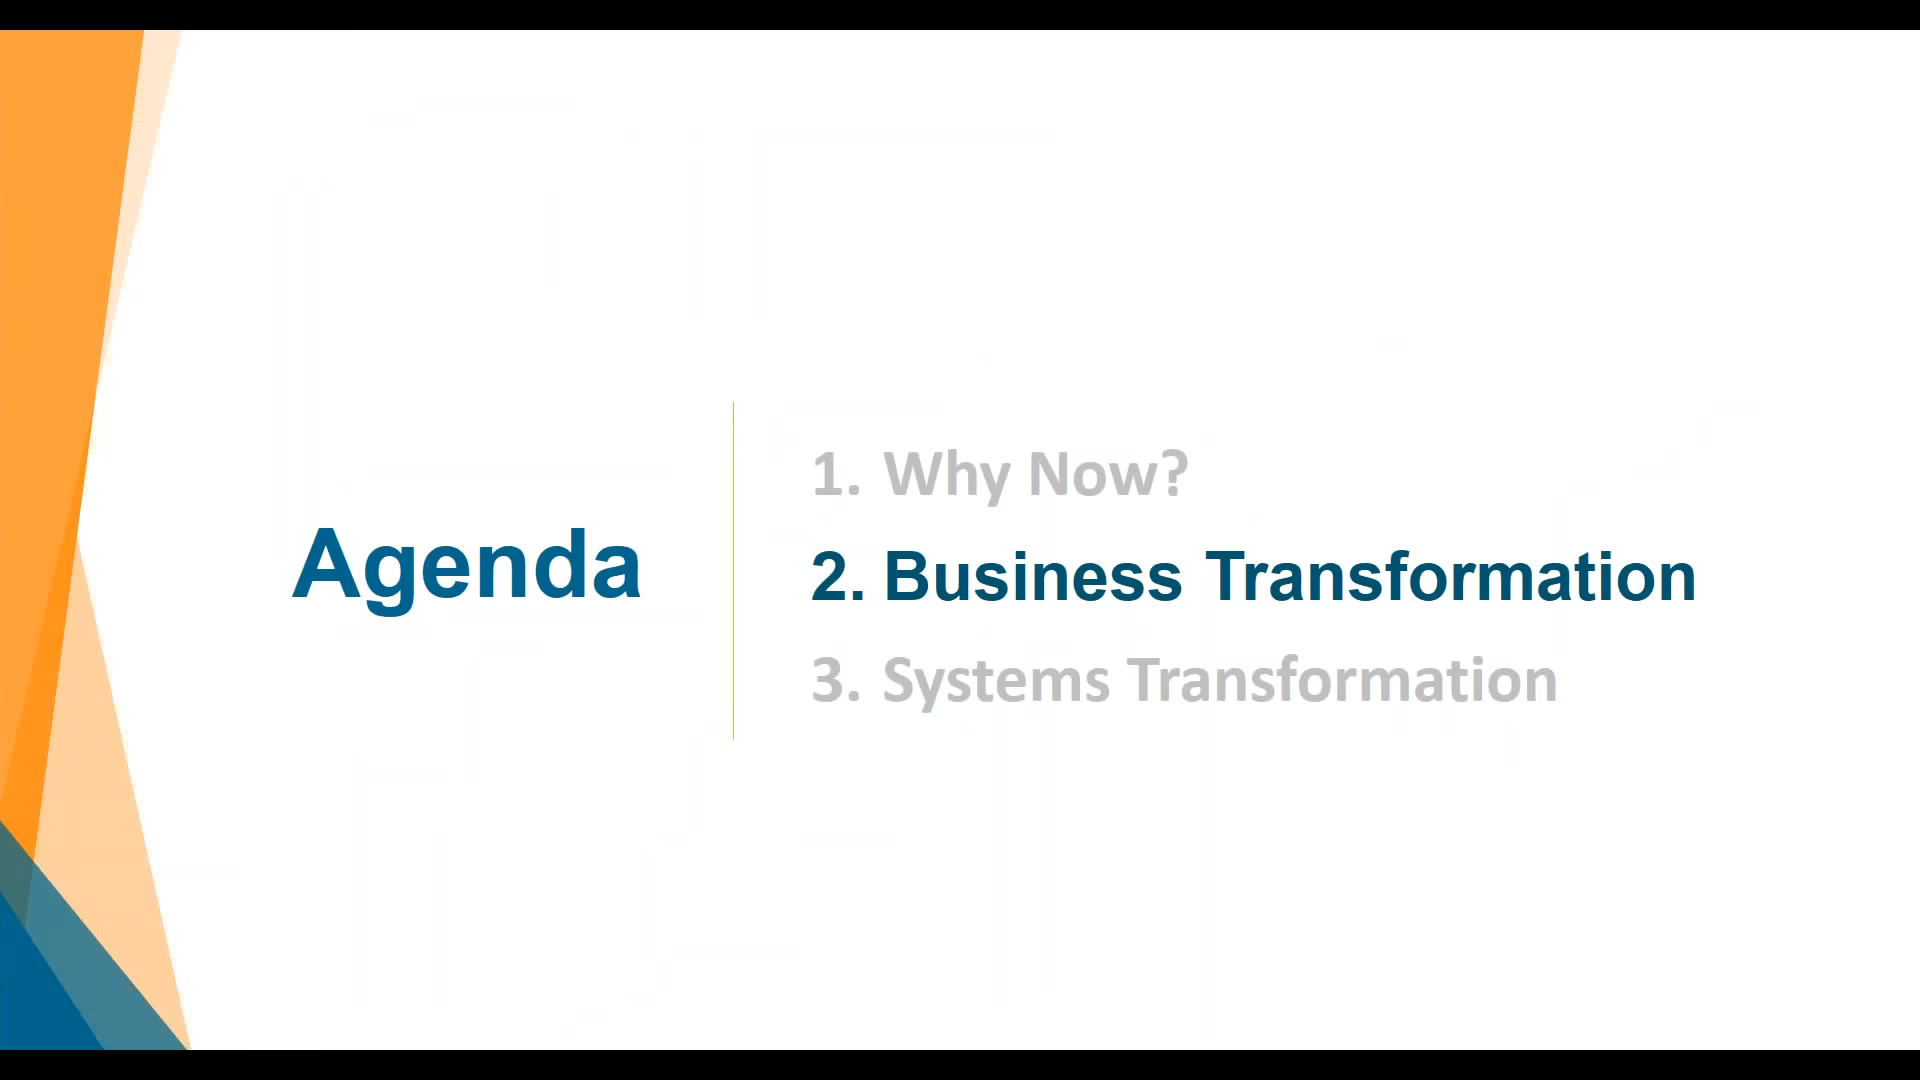 Agenda
1. Why Now?
2. Business Transformation
3. Systems Transformation